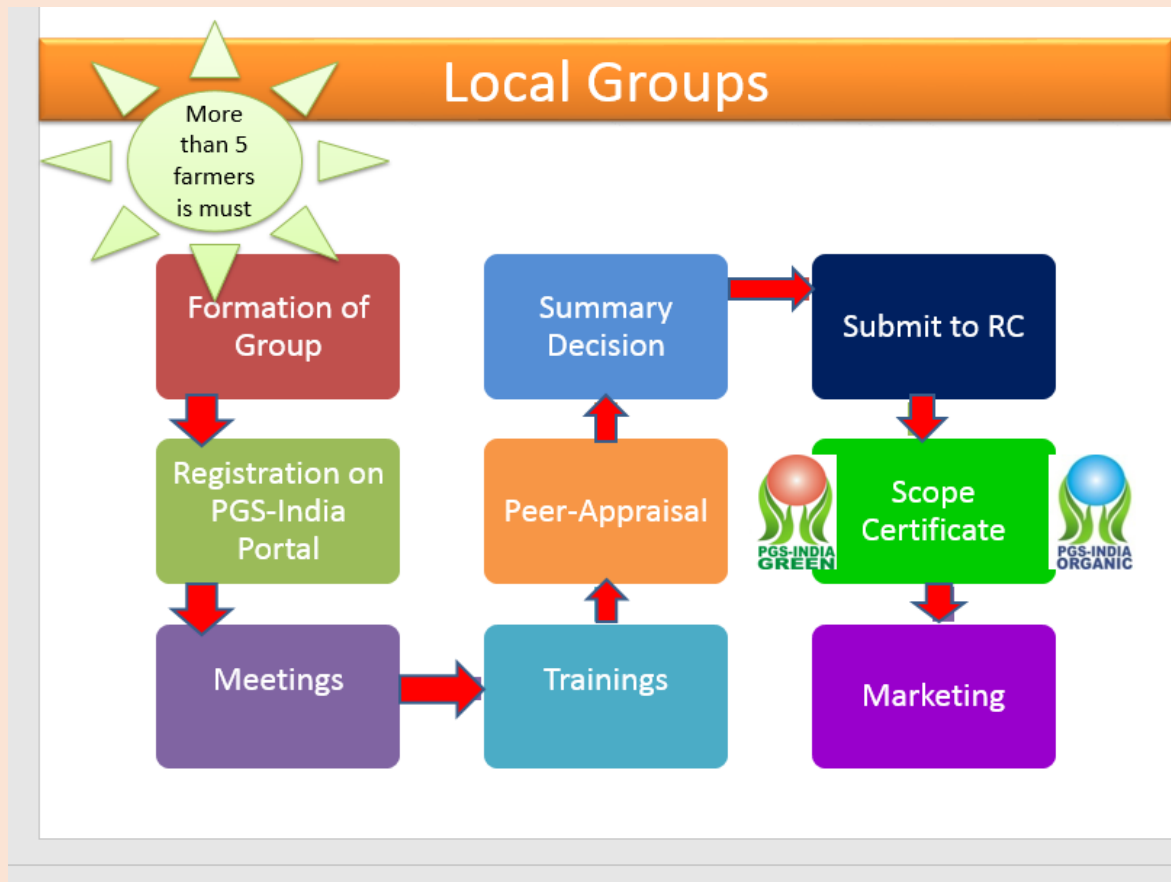 Local Groups
More
than 5
farmers
is must
Formation of
Group
Registration on
PGS-India
Portal
Meetings
Trainings
Peer-Appraisal
Summary
Decision
Submit to RC
Scope
Certificate
PGS-INDIA
GREEN
PGS-INDIA
ORGANIC
Marketing